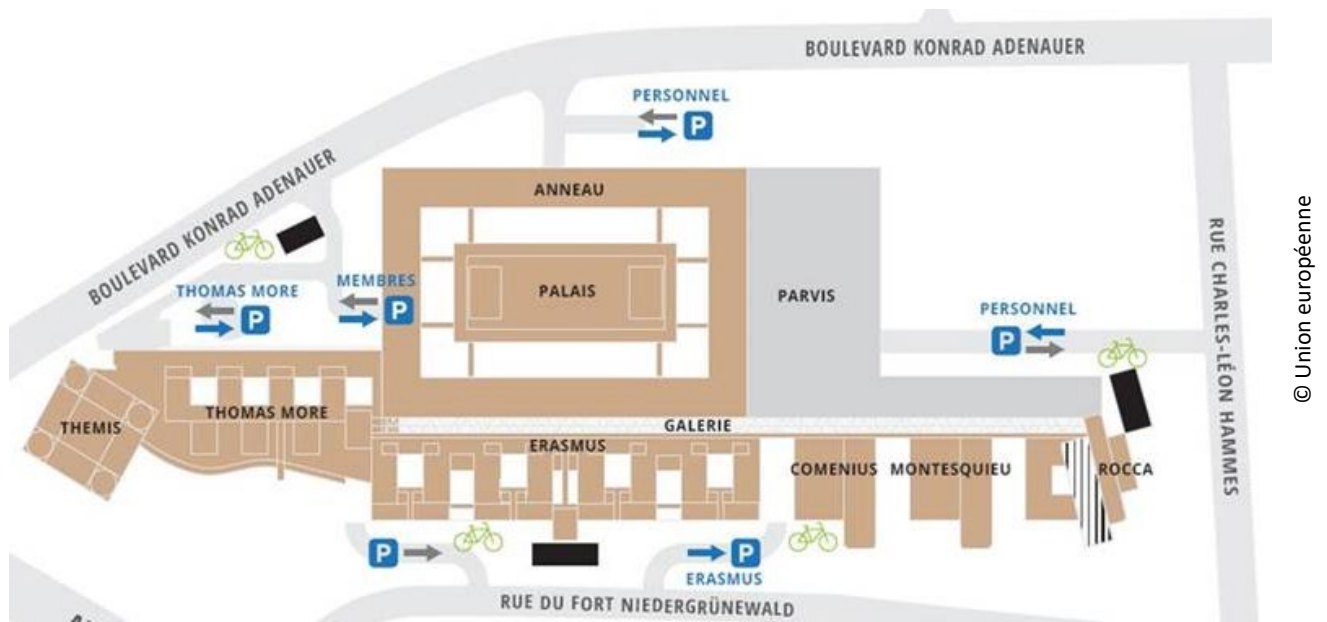 BOULEVARD KONRAD ADENAUER
PERSONNEL
P
BOULEVARD KONRAD ADENAUER
ANNEAU
© Union européenne
RUE CHARLES-LÉON HAMMES
MEMBRES
P
THOMAS MORE
P
PALAIS
PARVIS
PERSONNEL
P
THEMIS
THOMAS MORE
GALERIE
ERASMUS
COMENIUS
MONTESQUIEU
ROCCA
P
P
ERASMUS
RUE DU FORT NIEDERGRÜNEWALD